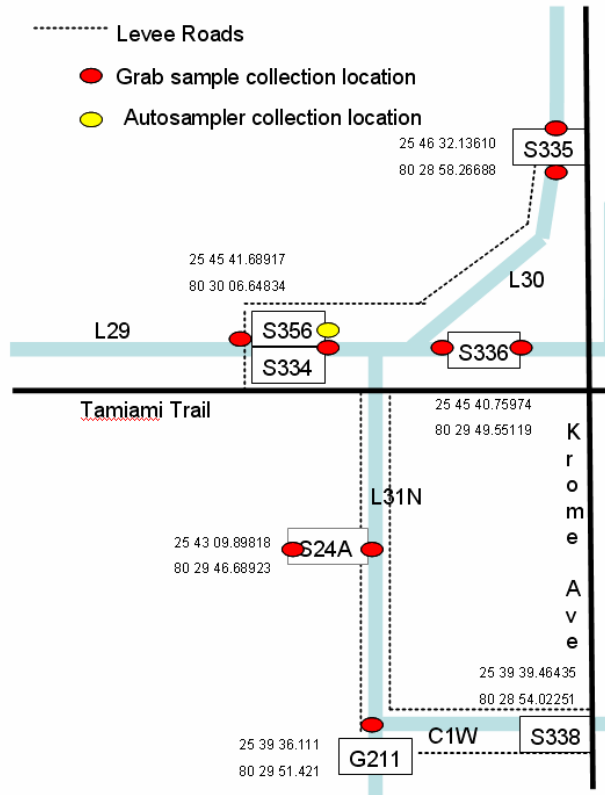 Levee Roads
Grab sample collection location
Autosampler collection location
25 46 32.13610
80 28 58.26688
S335
25 45 41.68917
80 30 06.64834
L30
L29
S356
S334
S336
Tamiami Trail
25 45 40.75974
80 29 49.55119
Krome Ave
L31N
25 43 09.89818
80 29 46.68923
S24A
25 39 39.46435
80 28 54.02251
C1W
S338
25 39 36.111
80 29 51.421
G211